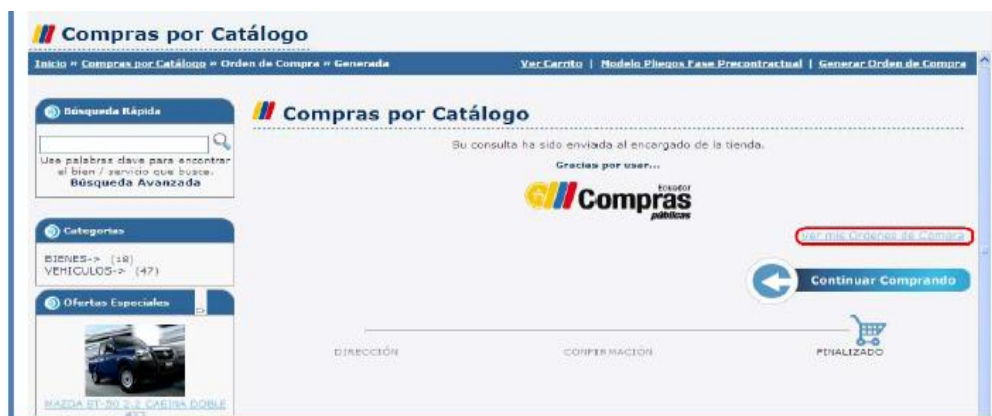 Compras por Catálogo
Inicio » Compras por Catálogo » Orden de Compra » Generada
Ver Carrito | Modelo Pliegos Fase Precontractual | Generar Orden de Compra
Búsqueda Rápida
Use palabras clave para encontrar
el bien / servicio que busca.
Búsqueda Avanzada
Categorias
BIENES-> (18)
VEHICULOS-> (47)
Ofertas Especiales
MAZDA BT-50 2.2 CABINA DOBLE
Compras por Catálogo
Su consulta ha sido enviada al encargado de la tienda.
Gracias por usar...
Ecuador
Compras
públicas
Ver mis Ordenes de Compra
Continuar Comprando
DIRECCIÓN
CONFIRMACIÓN
FINALIZADO